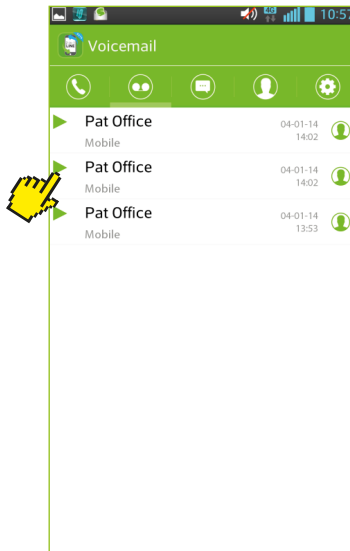 4G 10:57
Voicemail
Pat Office
04-01-14
Mobile
14:02
Pat Office
04-01-14
Mobile
14:02
Pat Office
04-01-14
Mobile
13:53